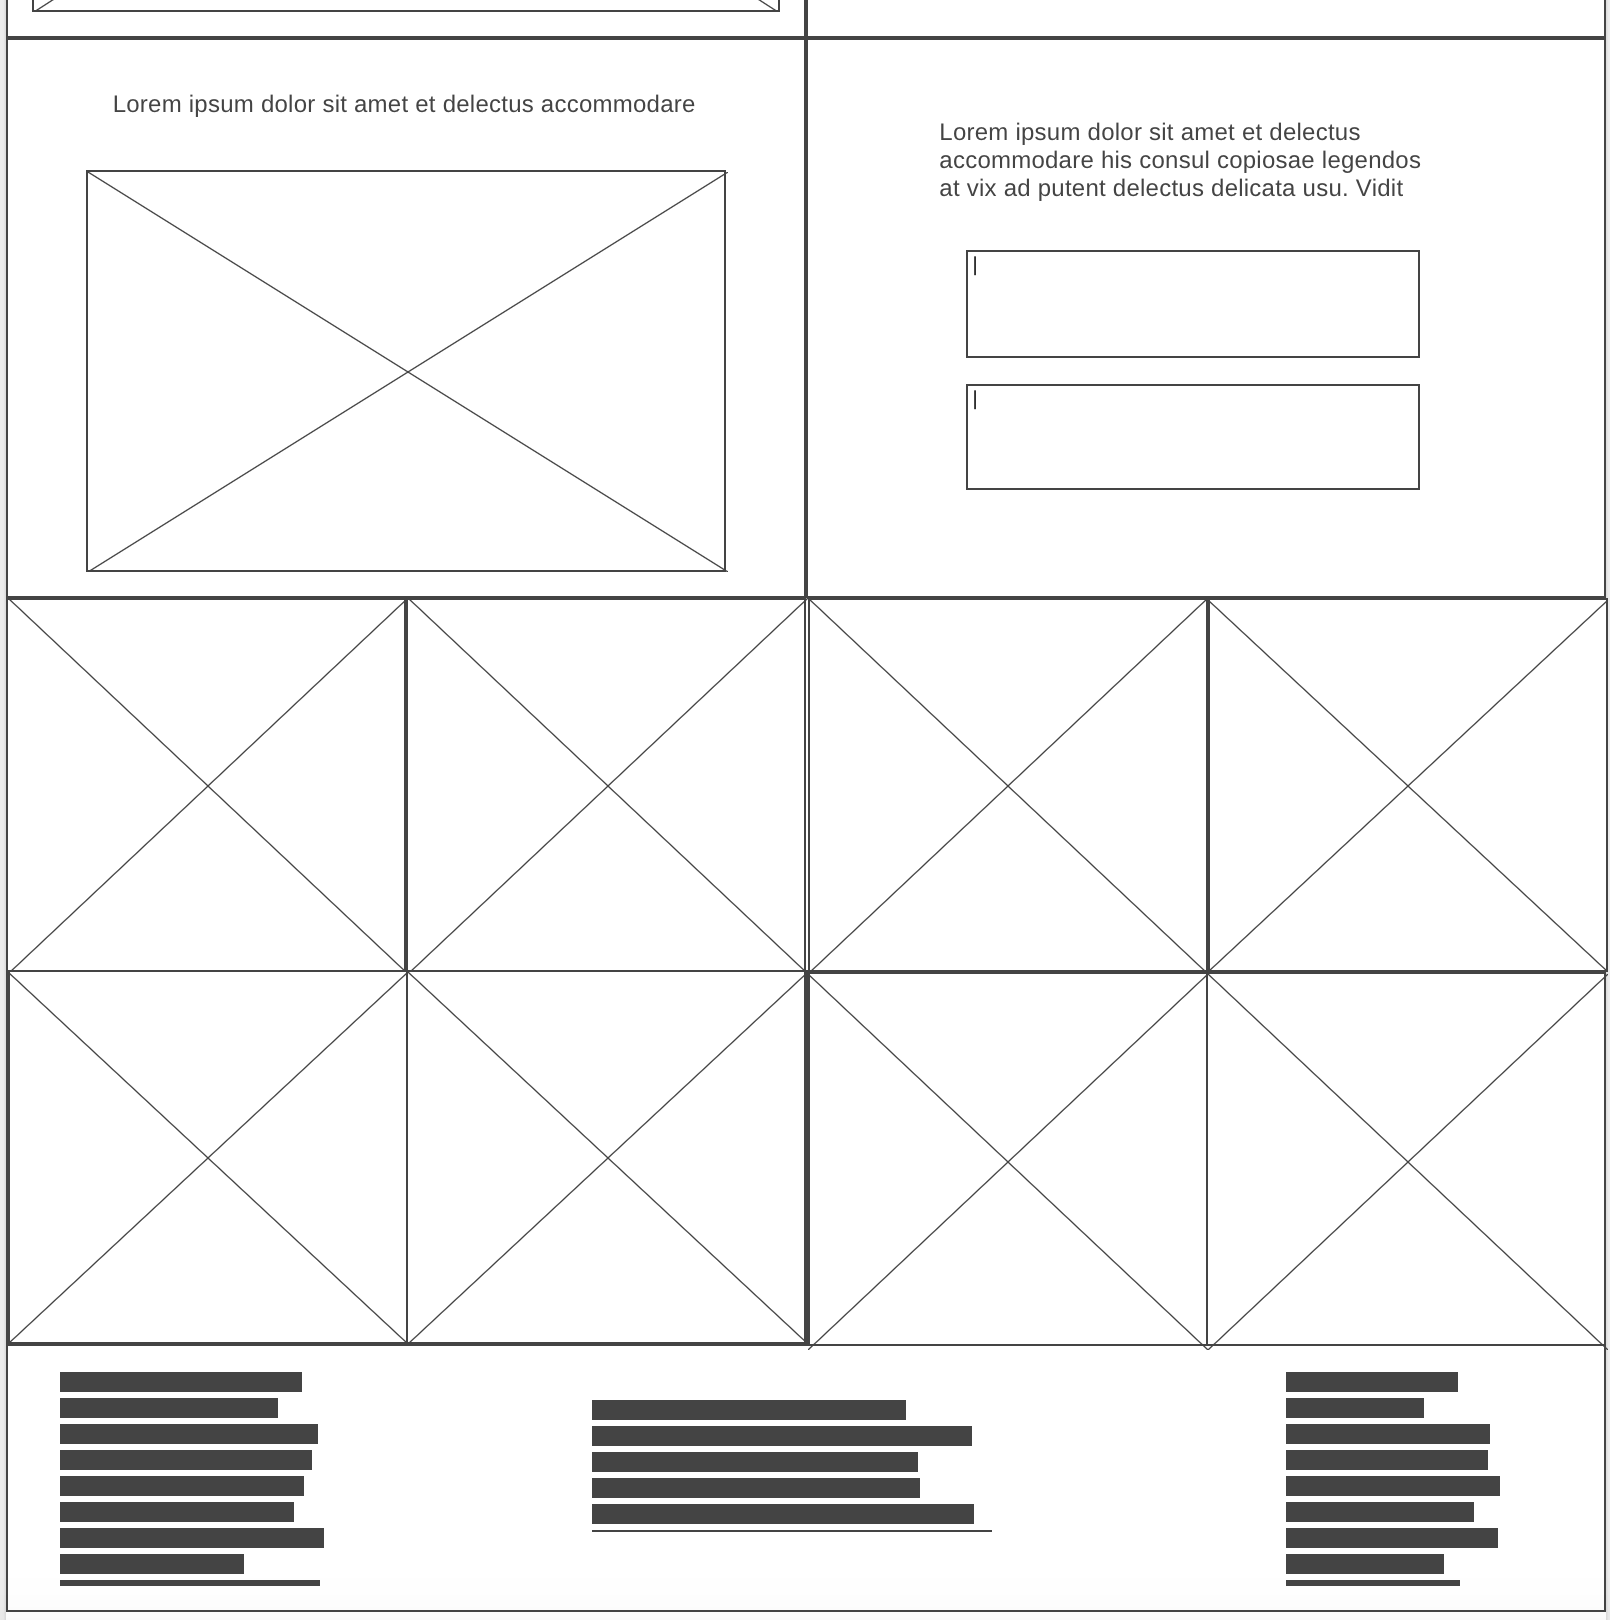 Lorem ipsum dolor sit amet et delectus accommodare
Lorem ipsum dolor sit amet et delectus
accommodare his consul copiosae legendos
at vix ad putent delectus delicata usu. Vidit